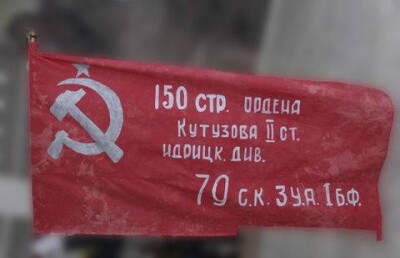 150 СТР. ОРДЕНА
КУТУЗОВА II СТ.
ИДРИЦК. ДИВ.
79 С.К. 3 У.А. 1 Б.Ф.